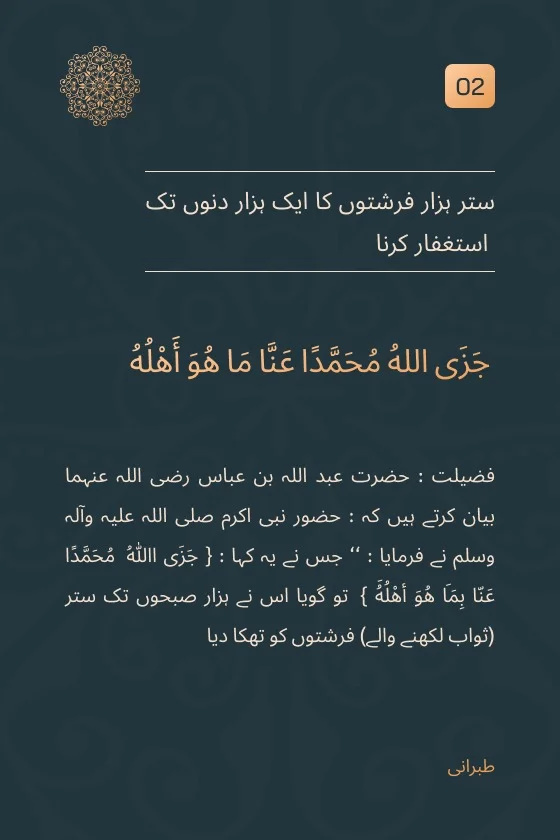 02
ستر ہزار فرشتوں کا ایک ہزار دنوں تک
استغفار کرنا
جَزَى اللهُ مُحَمَّدًا عَنَّا مَا هُوَ أَهْلُهُ
فضیلت : حضرت عبد اللہ بن عباس رضی اللہ عنہما
بیان کرتے ہیں کہ : حضور نبی اکرم صلی اللہ علیہ وآلہ
وسلم نے فرمایا : ‘‘ جس نے یہ کہا : { جَزَى اللّٰهُ مُحَمَّدًا
عَنّا بِمَا هُوَ أهْلُهُ } تو گویا اس نے ہزار صبحوں تک ستر
(ثواب لکھنے والے) فرشتوں کو تھکا دیا
طبرانی